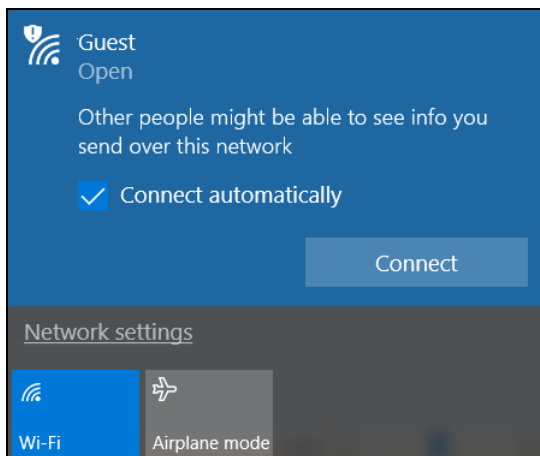 Guest
Open
Other people might be able to see info you
send over this network
Connect automatically
Connect
Network settings
Wi-Fi
Airplane mode